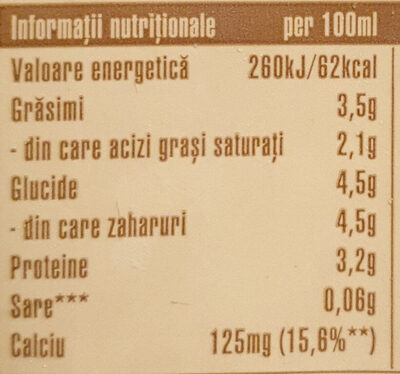 Informații nutriționale per 100ml
Valoare energetică 260kJ/62kcal
Grăsimi 3,5g
- din care acizi grași saturați 2,1g
Glucide 4,5g
- din care zaharuri 4,5g
Proteine 3,2g
Sare*** 0,06g
Calciu 125mg (15,6%**)